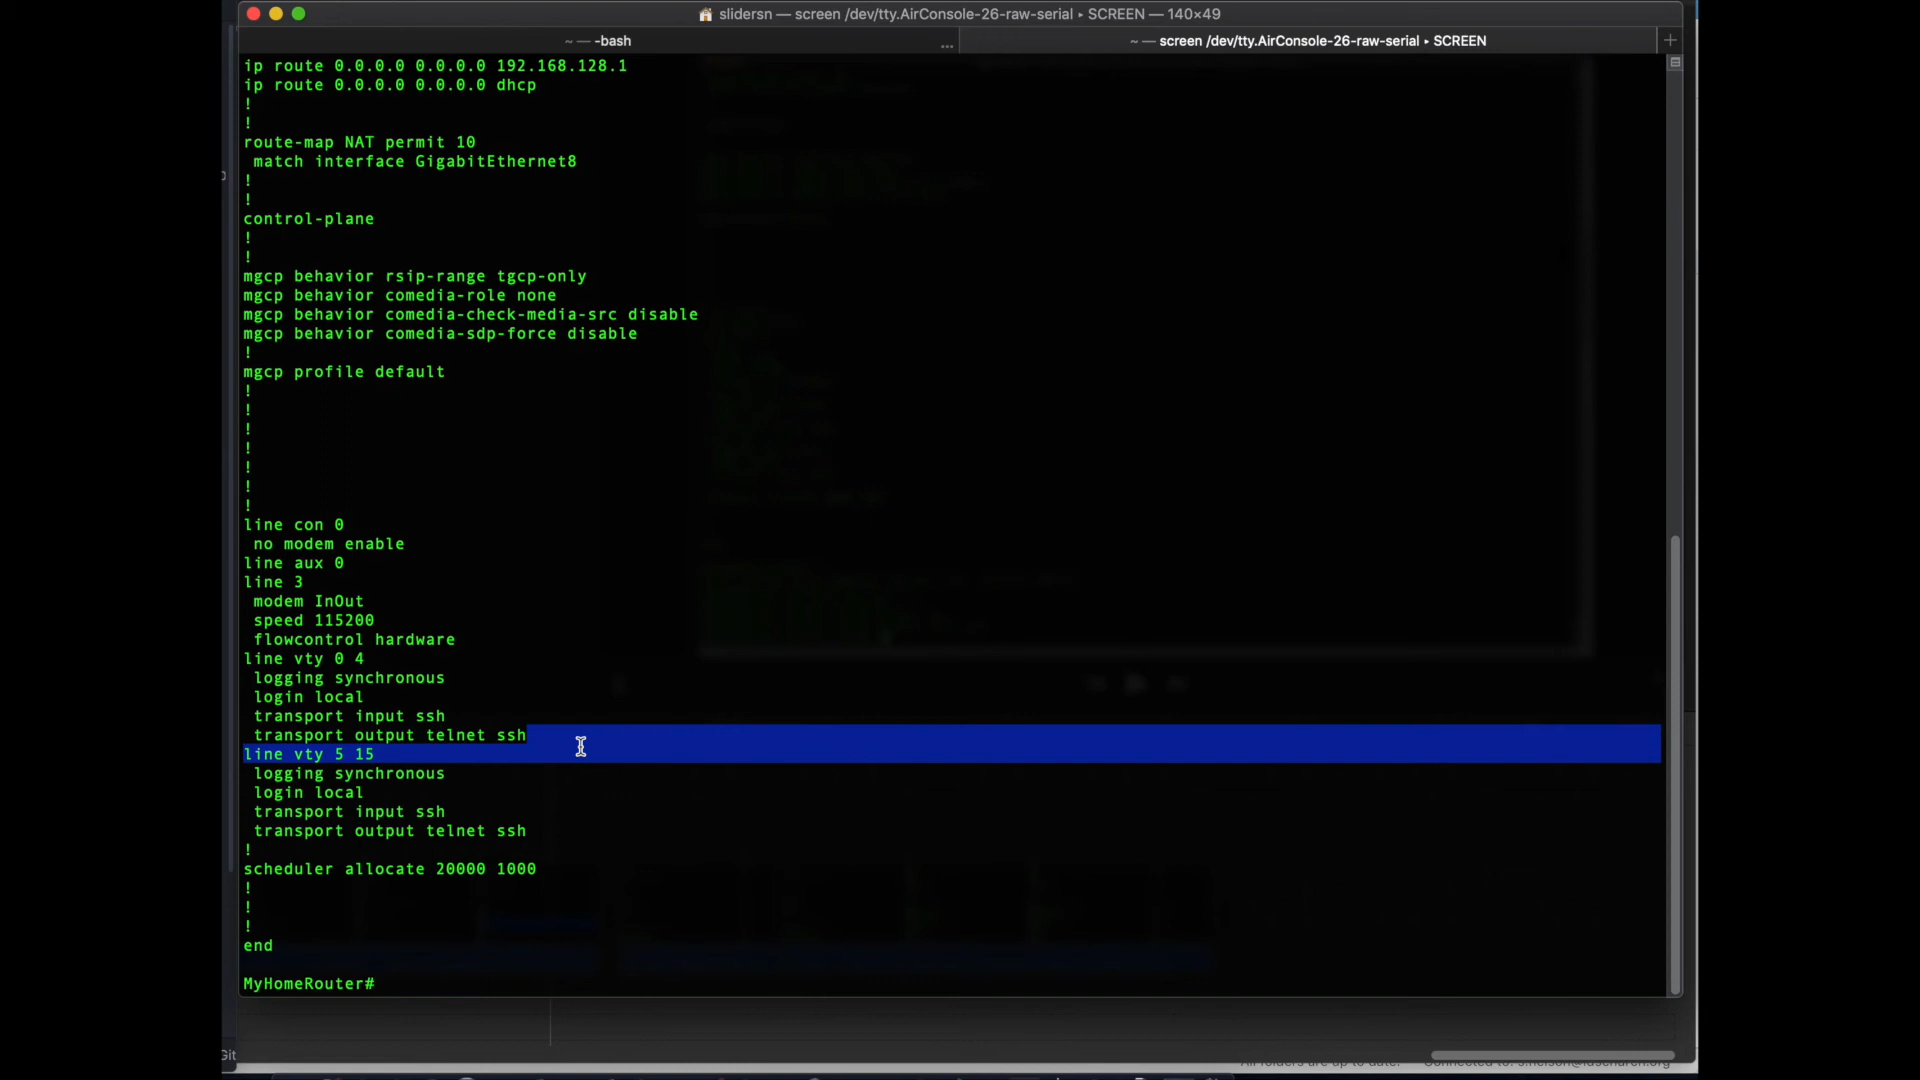 slidersn — screen /dev/tty.AirConsole-26-raw-serial ▸ SCREEN — 140×49
~ — -bash
...
~ — screen /dev/tty.AirConsole-26-raw-serial ▸ SCREEN
+
ip route 0.0.0.0 0.0.0.0 192.168.128.1
ip route 0.0.0.0 0.0.0.0 dhcp
!
!
route-map NAT permit 10
match interface GigabitEthernet8
!
!
control-plane
!
!
mgcp behavior rsip-range tgcp-only
mgcp behavior comedia-role none
mgcp behavior comedia-check-media-src disable
mgcp behavior comedia-sdp-force disable
!
mgcp profile default
!
!
!
!
!
!
!
line con 0
no modem enable
line aux 0
line 3
modem InOut
speed 115200
flowcontrol hardware
line vty 0 4
logging synchronous
login local
transport input ssh
transport output telnet ssh
line vty 5 15
logging synchronous
login local
transport input ssh
transport output telnet ssh
!
scheduler allocate 20000 1000
!
!
!
end
MyHomeRouter#
Git